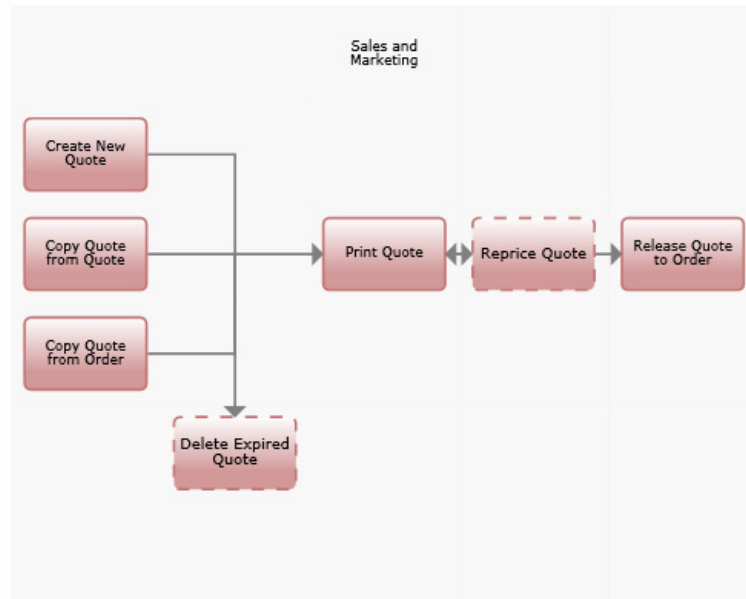 Sales and
Marketing
Create New
Quote
Copy Quote
from Quote
Print Quote
Reprice Quote
Release Quote
to Order
Copy Quote
from Order
Delete Expired
Quote